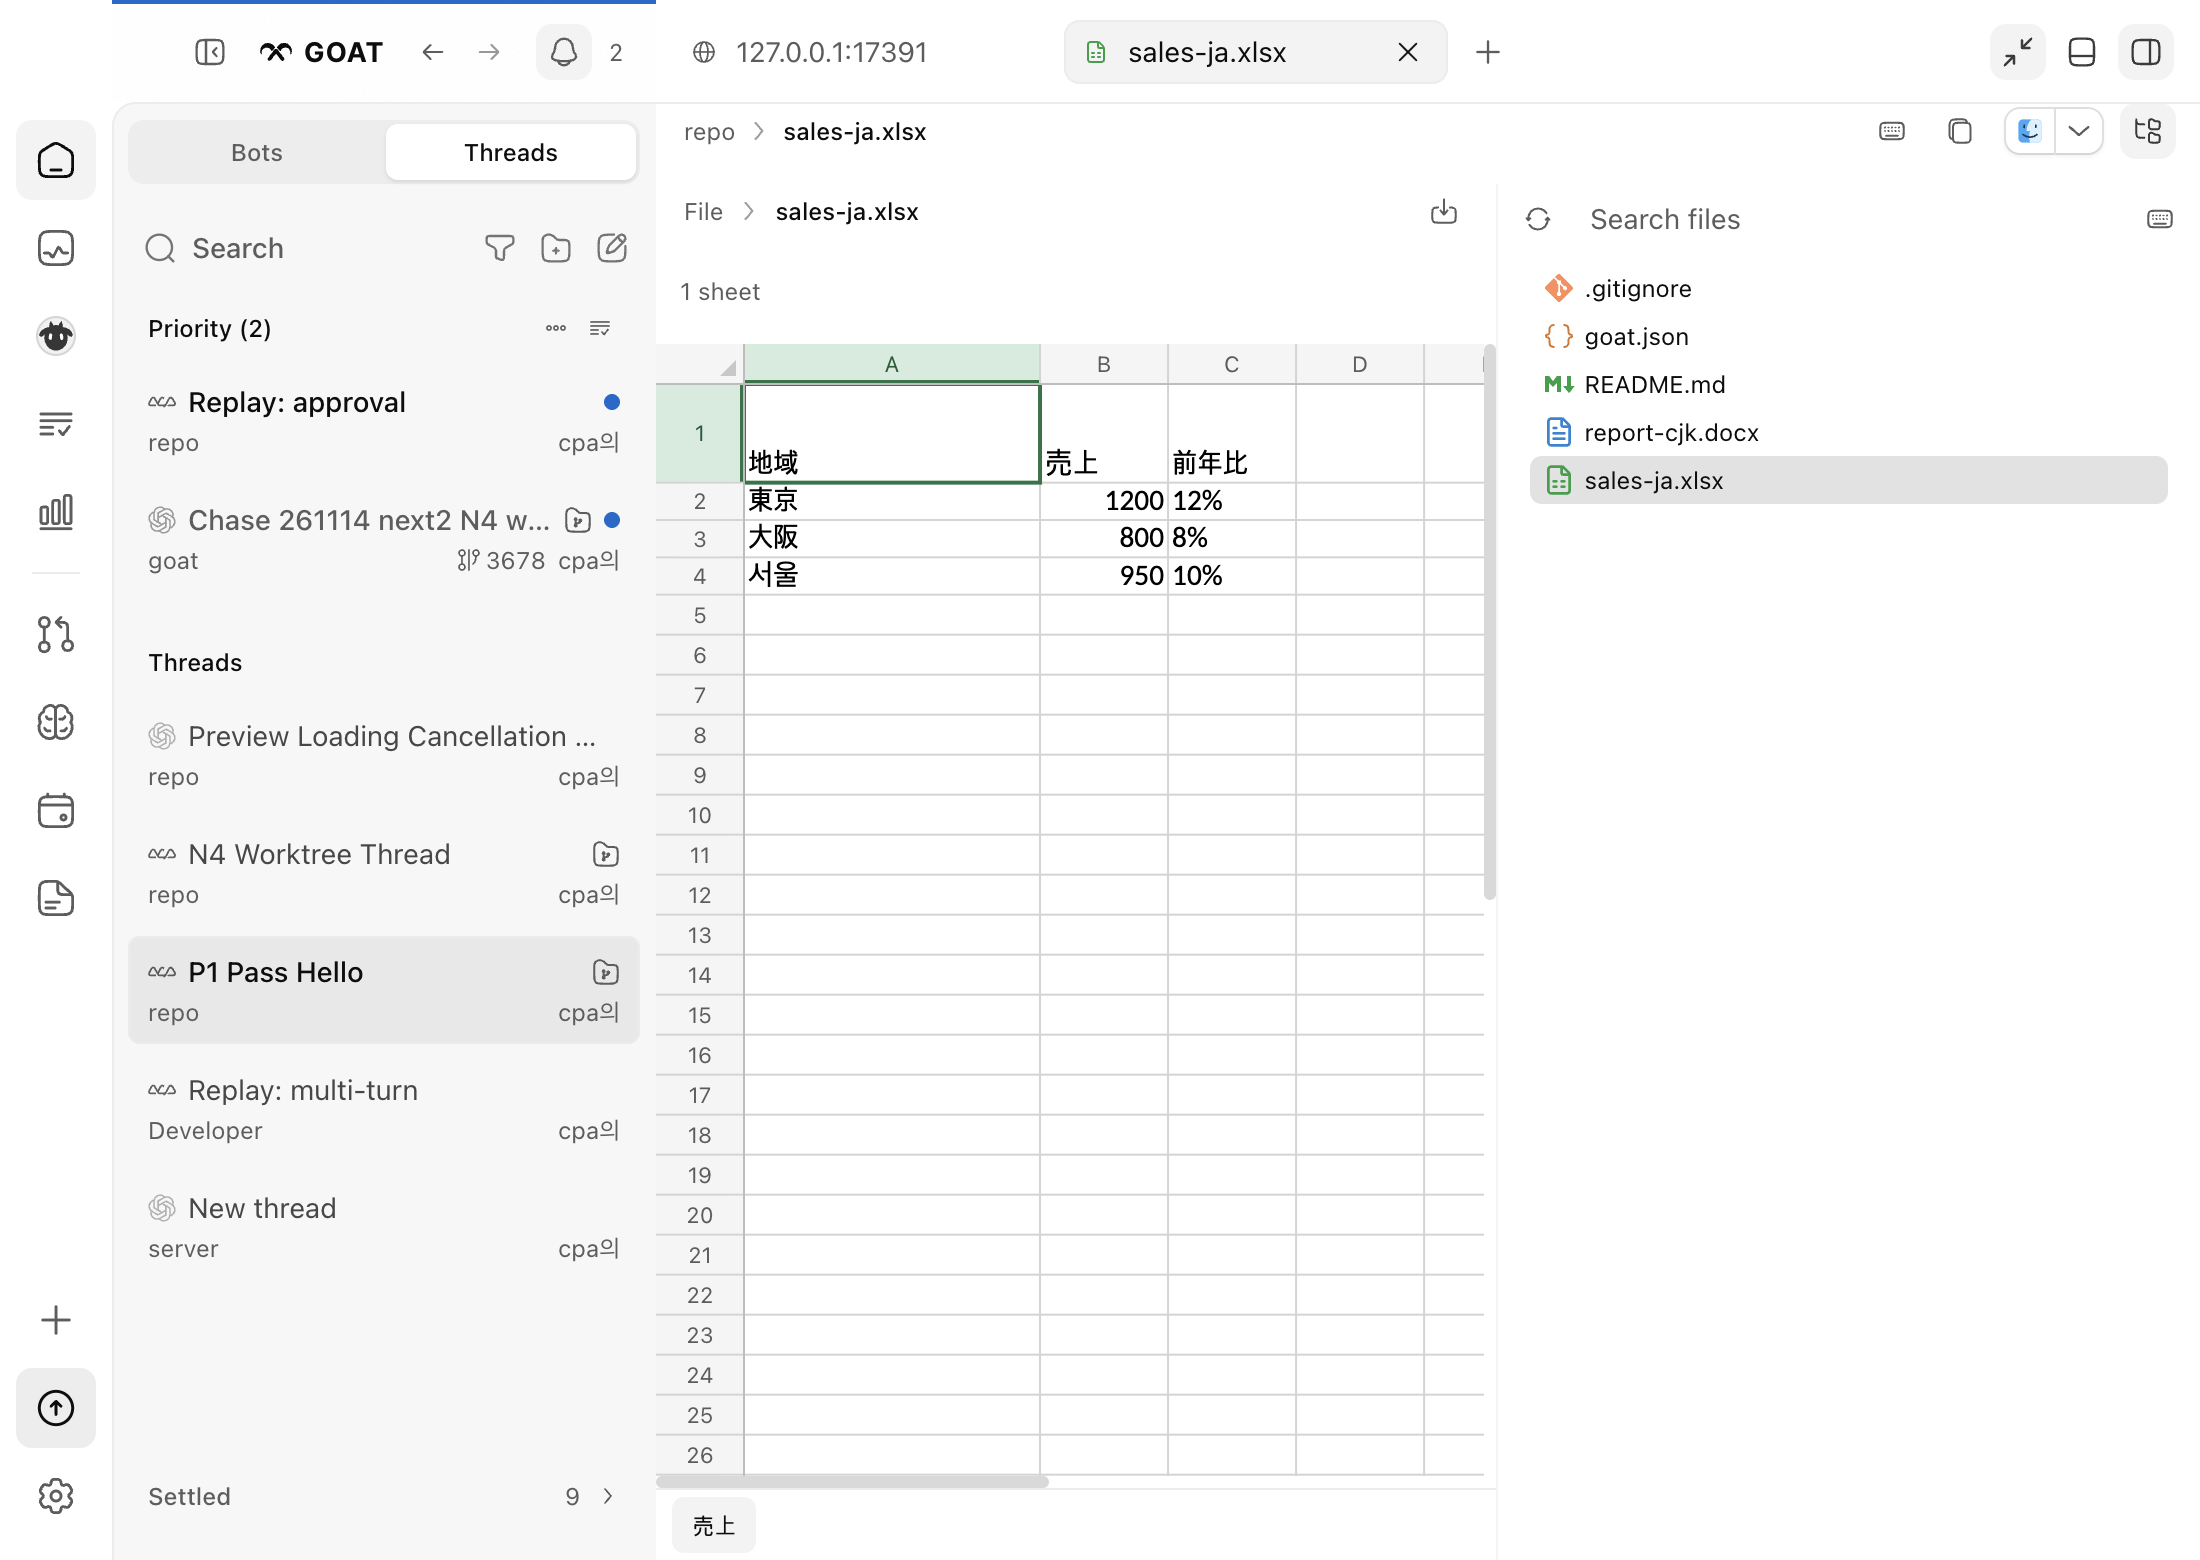 GOAT
2
127.0.0.1:17391
sales-ja.xlsx
Bots
Threads
Search
Priority (2)
Replay: approval
repo
cpa의
Chase 261114 next2 N4 w...
goat
3678
cpa의
Threads
Preview Loading Cancellation ...
repo
cpa의
N4 Worktree Thread
repo
cpa의
P1 Pass Hello
repo
cpa의
Replay: multi-turn
Developer
cpa의
New thread
server
cpa의
Settled
9
repo > sales-ja.xlsx
File > sales-ja.xlsx
1 sheet
A B C D
1 地域 売上 前年比
2 東京 1200 12%
3 大阪 800 8%
4 서울 950 10%
5
6
7
8
9
10
11
12
13
14
15
16
17
18
19
20
21
22
23
24
25
26
売上
Search files
.gitignore
goat.json
README.md
report-cjk.docx
sales-ja.xlsx